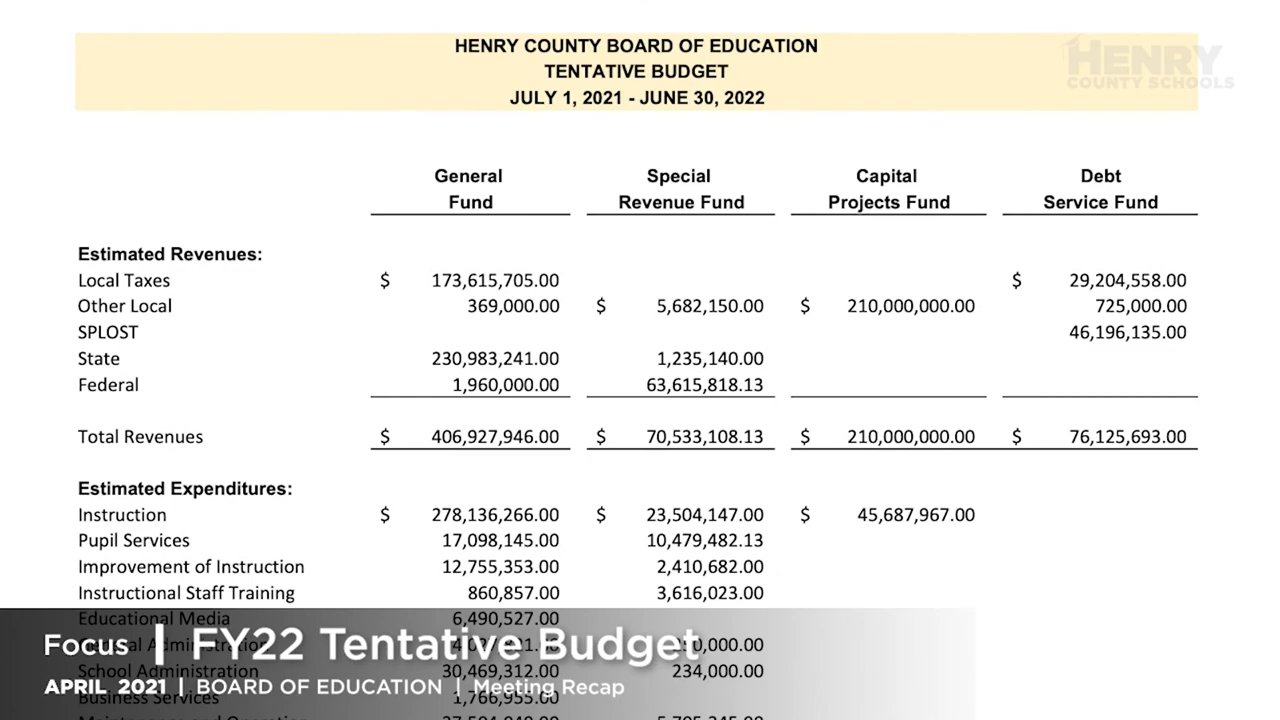 HENRY COUNTY BOARD OF EDUCATION
TENTATIVE BUDGET
JULY 1, 2021 - JUNE 30, 2022
HENRY
COUNTY SCHOOLS
General Special Capital Debt
Fund Revenue Fund Projects Fund Service Fund
Estimated Revenues:
Local Taxes $ 173,615,705.00 $ 29,204,558.00
Other Local 369,000.00 $ 5,682,150.00 $ 210,000,000.00 725,000.00
SPLOST 46,196,135.00
State 230,983,241.00 1,235,140.00
Federal 1,960,000.00 63,615,818.13
Total Revenues $ 406,927,946.00 $ 70,533,108.13 $ 210,000,000.00 $ 76,125,693.00
Estimated Expenditures:
Instruction $ 278,136,266.00 $ 23,504,147.00 $ 45,687,967.00
Pupil Services 17,098,145.00 10,479,482.13
Improvement of Instruction 12,755,353.00 2,410,682.00
Instructional Staff Training 860,857.00 3,616,023.00
Educational Media 6,490,527.00
School Administration 30,469,312.00 234,000.00
Business Services 1,766,955.00
Focus | FY22 Tentative Budget
APRIL 2021 | BOARD OF EDUCATION | Meeting Recap